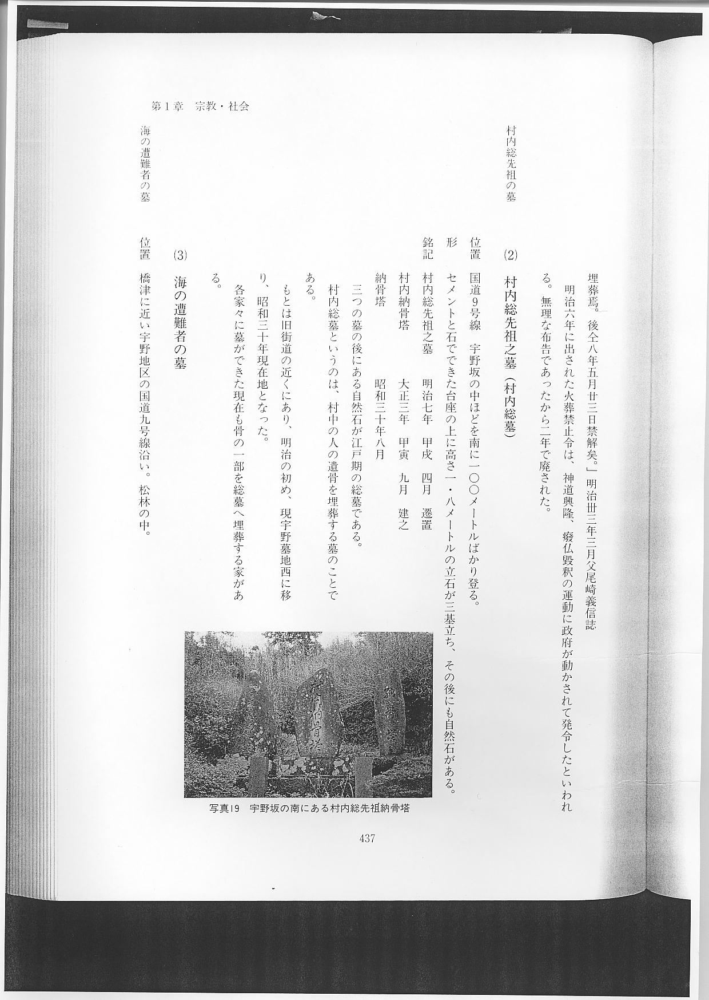 第1章　宗教・社会
埋葬焉。後仝八年五月廿三日禁解矣。」明治卅三年三月父尾崎義信誌
　明治六年に出された火葬禁止令は、神道興隆、癈仏毀釈の運動に政府が動かされて発令したといわれ
る。無理な布告であったから二年で廃された。
村内総先祖の墓
(2)　村内総先祖之墓（村内総墓）
位置　国道9号線　宇野坂の中ほどを南に一〇〇メートルばかり登る。
形　セメントと石でできた台座の上に高さ一・八メートルの立石が三基立ち、その後にも自然石がある。
銘記　村内総先祖之墓　明治七年　甲戌　四月　遷置
村内納骨塔　大正三年　甲寅　九月　建之
納骨塔　昭和三十年八月
　三つの墓の後にある自然石が江戸期の総墓である。
　村内総墓というのは、村中の人の遺骨を埋葬する墓のことで
ある。
　もとは旧街道の近くにあり、明治の初め、現宇野墓地西に移
り、昭和三十年現在地となった。
　各家々に墓ができた現在も骨の一部を総墓へ埋葬する家があ
る。
(3)　海の遭難者の墓
海の遭難者の墓
位置　橋津に近い宇野地区の国道九号線沿い。松林の中。
写真19　宇野坂の南にある村内総先祖納骨塔
437